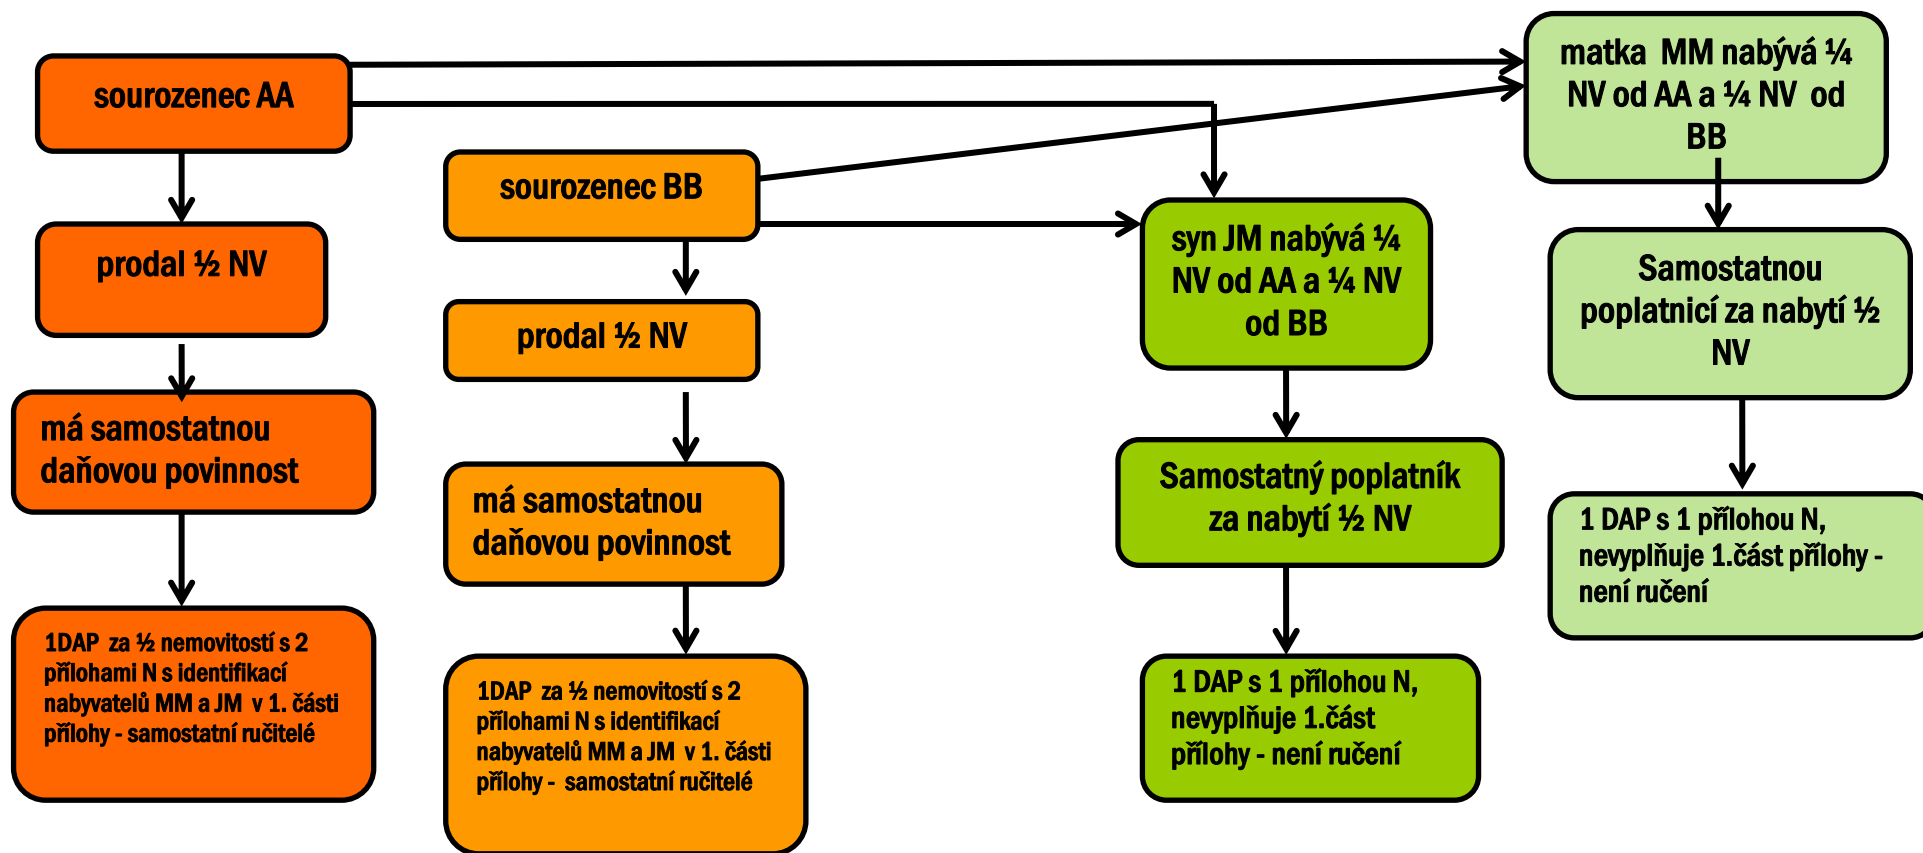 sourozenec AA
prodal ½ NV
má samostatnou
daňovou povinnost
1DAP za ½ nemovitostí s 2
přílohami N s identifikací
nabyvatelů MM a JM v 1. části
přílohy - samostatní ručitelé
sourozenec BB
prodal ½ NV
má samostatnou
daňovou povinnost
1DAP za ½ nemovitostí s 2
přílohami N s identifikací
nabyvatelů MM a JM v 1. části
přílohy - samostatní ručitelé
syn JM nabývá ¼
NV od AA a ¼ NV
od BB
Samostatný poplatník
za nabytí ½ NV
1 DAP s 1 přílohou N,
nevyplňuje 1.část
přílohy - není ručení
matka MM nabývá ¼
NV od AA a ¼ NV od
BB
Samostatnou
poplatnicí za nabytí ½
NV
1 DAP s 1 přílohou N,
nevyplňuje 1.část přílohy -
není ručení